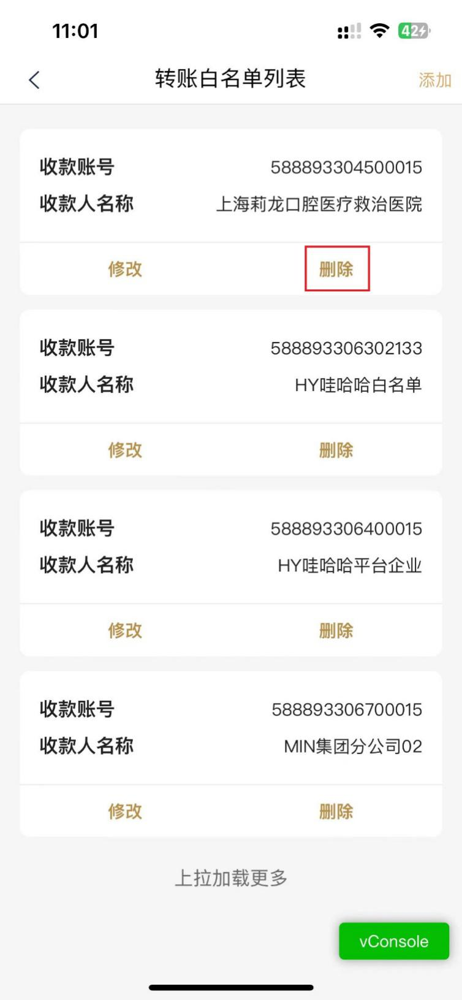 11:01
42
转账白名单列表
添加
收款账号 588893304500015
收款人名称 上海莉龙口腔医疗救治医院
修改 删除
收款账号 588893306302133
收款人名称 HY哇哈哈白名单
修改 删除
收款账号 588893306400015
收款人名称 HY哇哈哈平台企业
修改 删除
收款账号 588893306700015
收款人名称 MIN集团分公司02
修改 删除
上拉加载更多
vConsole